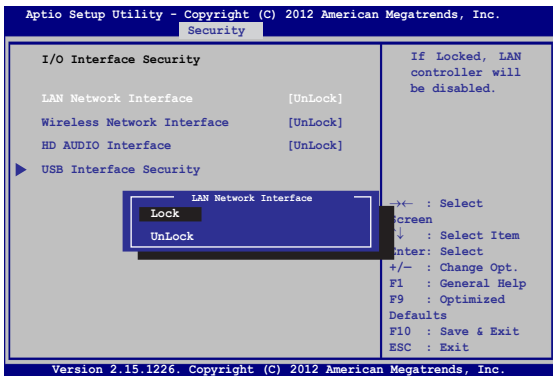 Aptio Setup Utility - Copyright (C) 2012 American Megatrends, Inc.
Security
I/O Interface Security
LAN Network Interface [UnLock]
Wireless Network Interface [UnLock]
HD AUDIO Interface [UnLock]
USB Interface Security
LAN Network Interface
Lock
UnLock
If Locked, LAN
controller will
be disabled.
→← : Select
Screen
↑↓ : Select Item
Enter: Select
+/— : Change Opt.
F1 : General Help
F9 : Optimized
Defaults
F10 : Save & Exit
ESC : Exit
Version 2.15.1226. Copyright (C) 2012 American Megatrends, Inc.